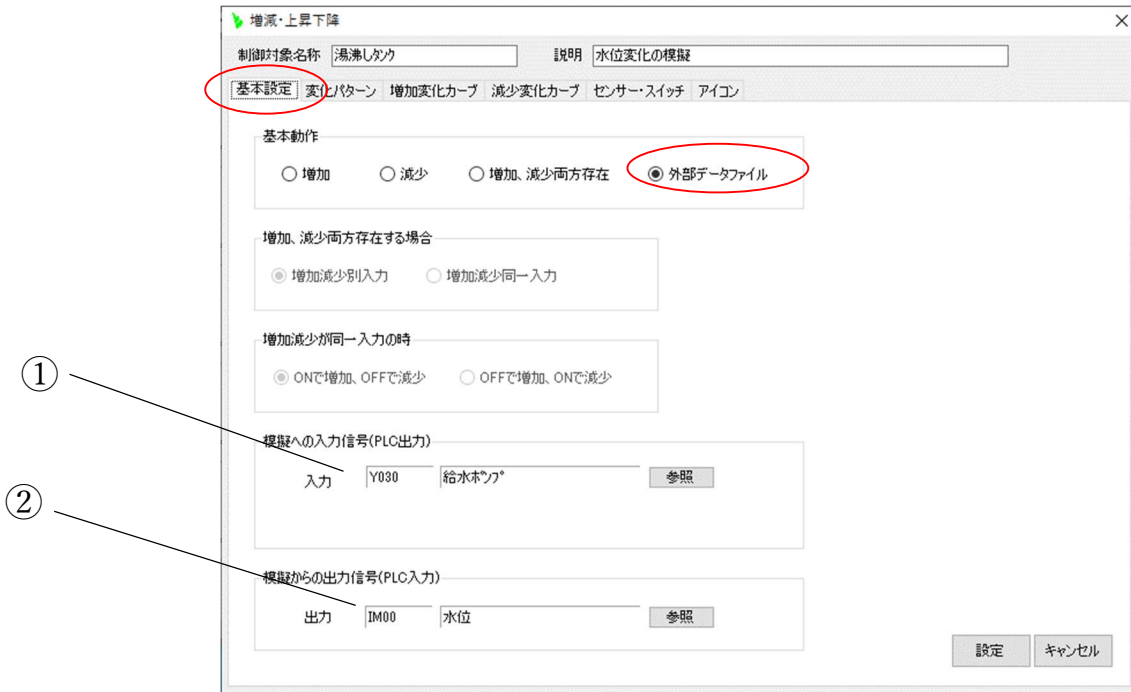 増減・上昇下降
制御対象名称 湯沸しタンク 説明 水位変化の模擬
基本設定 変化パターン 増加変化カーブ 減少変化カーブ センサー・スイッチ アイコン
基本動作
増加 減少 増加、減少両方存在 外部データファイル
増加、減少両方存在する場合
増加減少別入力 増加減少同一入力
増加減少が同一入力の時
①
ONで増加、OFFで減少 OFFで増加、ONで減少
模擬への入力信号(PLC出力)
入力 Y030 給水ポンプ 参照
②
模擬からの出力信号(PLC入力)
出力 IM00 水位 参照
設定 キャンセル